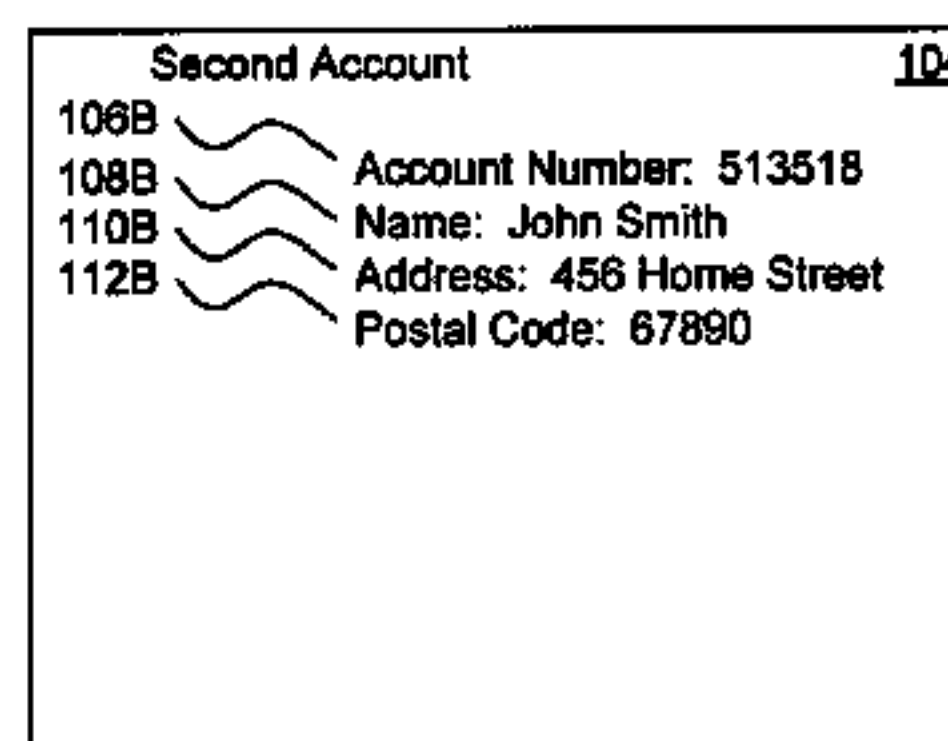 Second Account
106B
Account Number: 513518
108B
Name: John Smith
110B
Address: 456 Home Street
112B
Postal Code: 67890